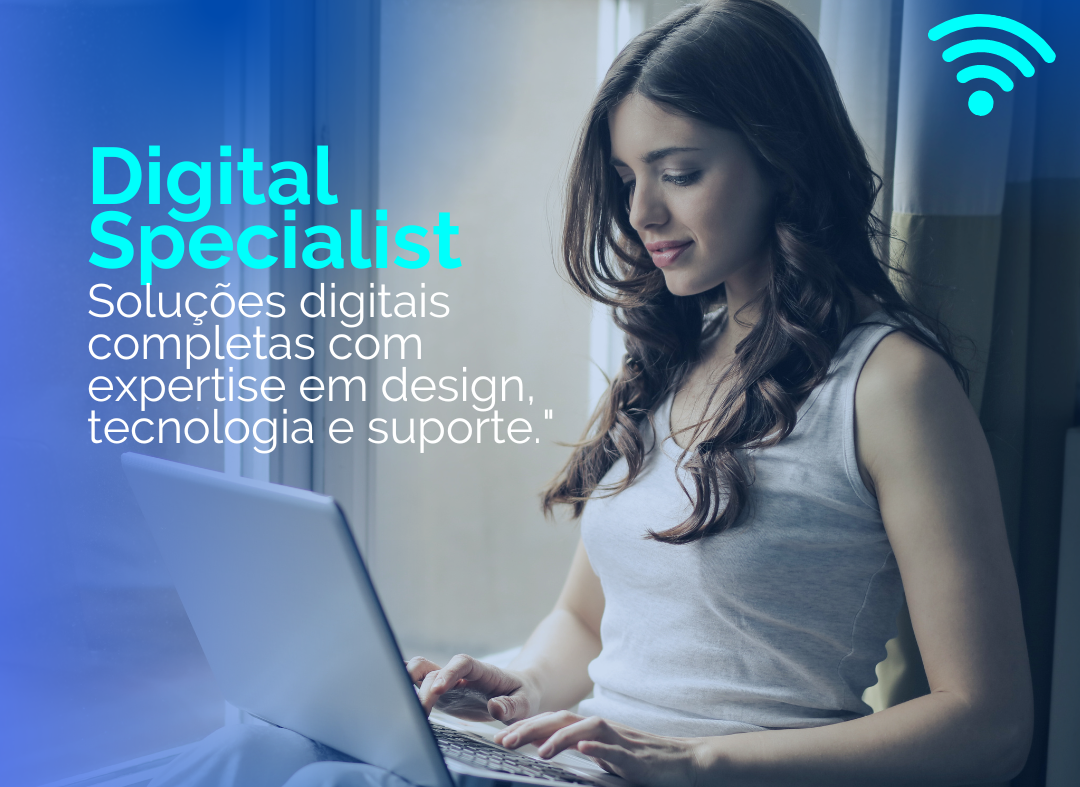 Digital
Specialist
Soluções digitais
completas com
expertise em design,
tecnologia e suporte."